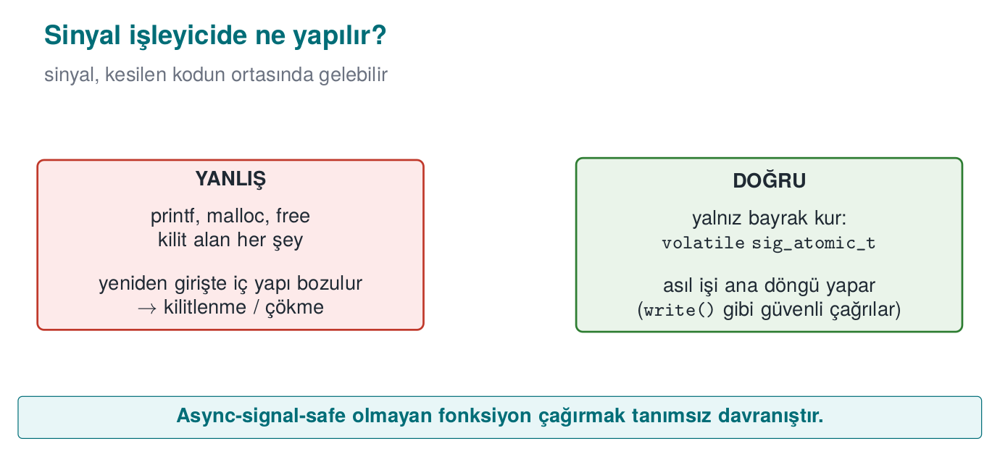 Sinyal işleyicide ne yapılır?
sinyal, kesilen kodun ortasında gelebilir
YANLIŞ
printf, malloc, free
kilit alan her şey
yeniden girişte iç yapı bozulur
→ kilitlenme / çökme
DOĞRU
yalnız bayrak kur:
volatile sig_atomic_t
asıl işi ana döngü yapar
(write() gibi güvenli çağrılar)
Async-signal-safe olmayan fonksiyon çağırmak tanımsız davranıştır.